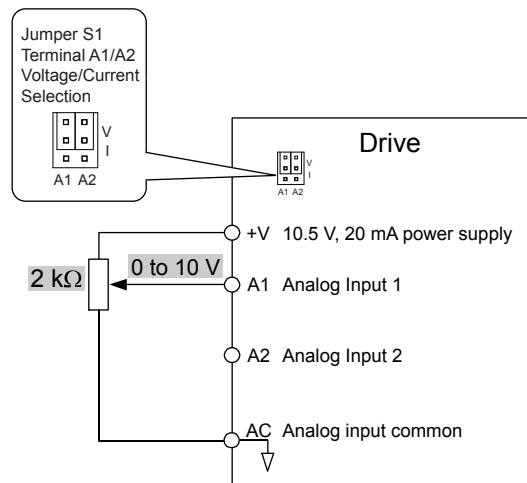 Jumper S1
Terminal A1/A2
Voltage/Current
Selection
V
I
A1 A2
Drive
V
I
A1 A2
+V 10.5 V, 20 mA power supply
2 kΩ
0 to 10 V
A1 Analog Input 1
A2 Analog Input 2
AC Analog input common